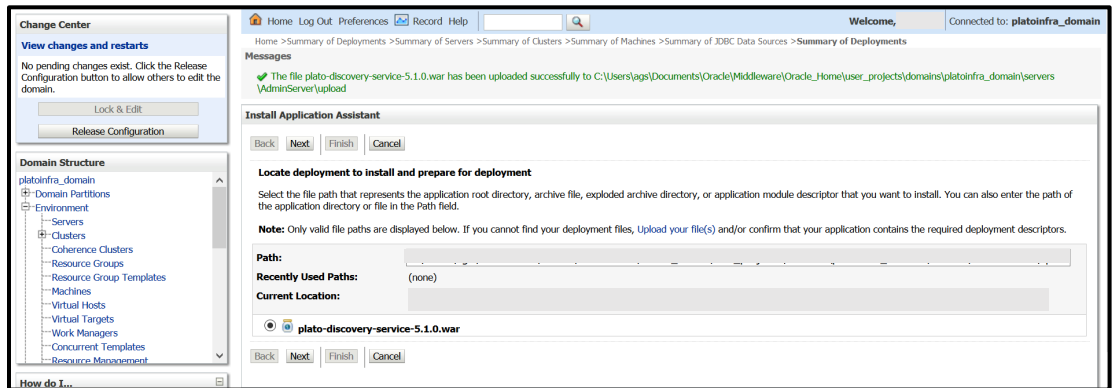 Change Center
View changes and restarts
No pending changes exist. Click the Release
Configuration button to allow others to edit the
domain.
Lock & Edit
Release Configuration
Domain Structure
platoinfra_domain
Domain Partitions
Environment
Servers
Clusters
Coherence Clusters
Resource Groups
Resource Group Templates
Machines
Virtual Hosts
Virtual Targets
Work Managers
Concurrent Templates
Resource Management
How do I...
Home Log Out Preferences Record Help
Welcome, Connected to: platoinfra_domain
Home >Summary of Deployments >Summary of Servers >Summary of Clusters >Summary of Machines >Summary of JDBC Data Sources >Summary of Deployments
Messages
The file plato-discovery-service-5.1.0.war has been uploaded successfully to C:\Users\ags\Documents\Oracle\Middleware\Oracle_Home\user_projects\domains\platoinfra_domain\servers
\AdminServer\upload
Install Application Assistant
Back Next Finish Cancel
Locate deployment to install and prepare for deployment
Select the file path that represents the application root directory, archive file, exploded archive directory, or application module descriptor that you want to install. You can also enter the path of
the application directory or file in the Path field.
Note: Only valid file paths are displayed below. If you cannot find your deployment files, Upload your file(s) and/or confirm that your application contains the required deployment descriptors.
Path:
Recently Used Paths: (none)
Current Location:
plato-discovery-service-5.1.0.war
Back Next Finish Cancel